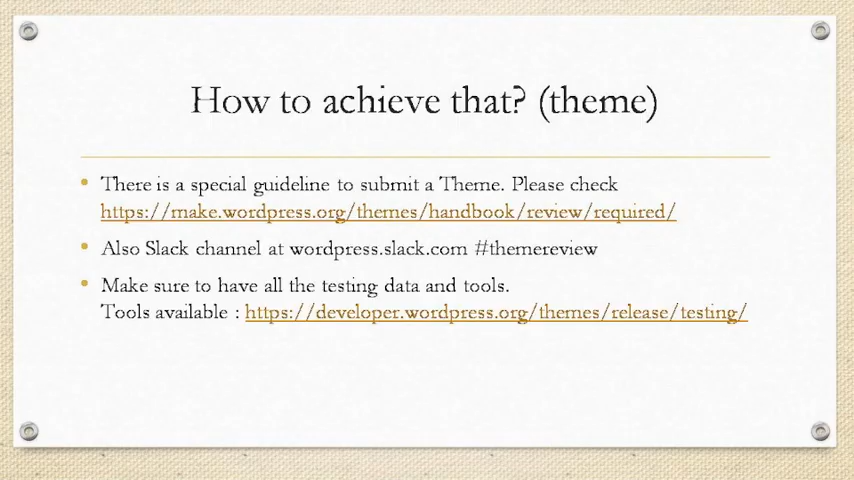 How to achieve that? (theme)
There is a special guideline to submit a Theme. Please check
https://make.wordpress.org/themes/handbook/review/required/
Also Slack channel at wordpress.slack.com #themereview
Make sure to have all the testing data and tools.
Tools available : https://developer.wordpress.org/themes/release/testing/